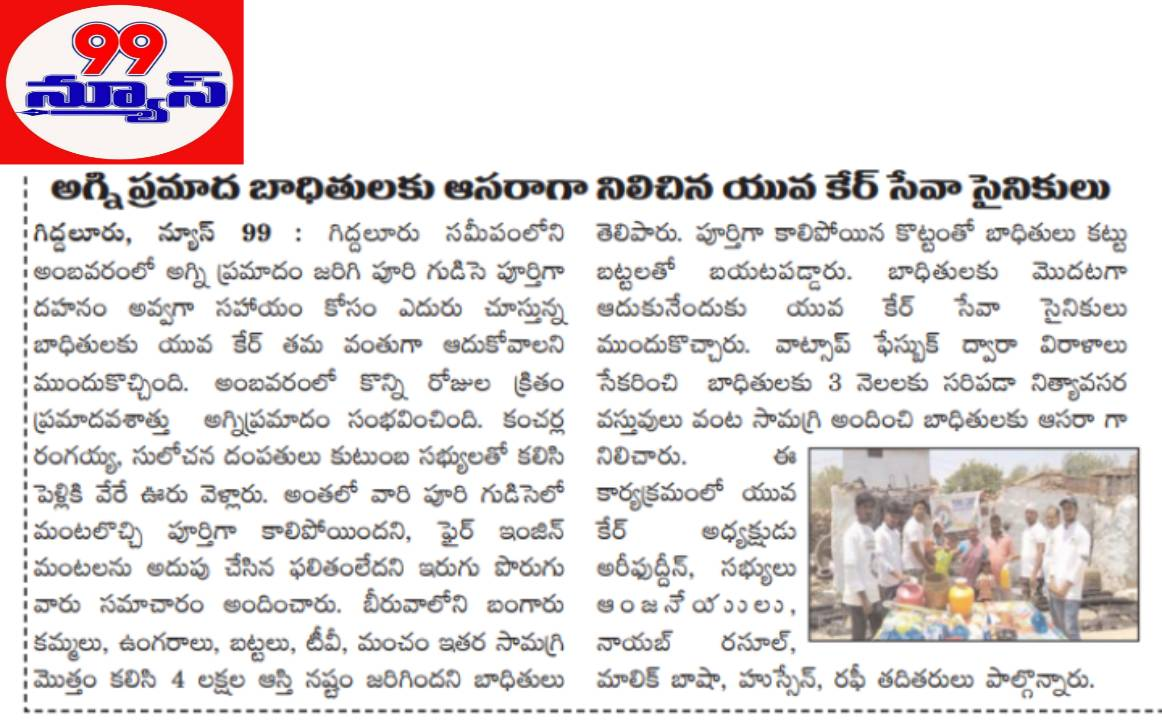 99
న్యూస్
అగ్ని ప్రమాద బాధితులకు ఆసరాగా నిలిచిన యువ కేర్ సేవా సైనికులు
గిద్దలూరు, న్యూస్ 99 : గిద్దలూరు సమీపంలోని
అంబవరంలో అగ్ని ప్రమాదం జరిగి పూరి గుడిసె పూర్తిగా
దహనం అవ్వగా సహాయం కోసం ఎదురు చూస్తున్న
బాధితులకు యువ కేర్ తమ వంతుగా ఆదుకోవాలని
ముందుకొచ్చింది. అంబవరంలో కొన్ని రోజుల క్రితం
ప్రమాదవశాత్తు అగ్నిప్రమాదం సంభవించింది. కంచర్ల
రంగయ్య, సులోచన దంపతులు కుటుంబ సభ్యులతో కలిసి
పెళ్లికి వేరే ఊరు వెళ్లారు. అంతలో వారి పూరి గుడిసెలో
మంటలొచ్చి పూర్తిగా కాలిపోయిందని, ఫైర్ ఇంజిన్
మంటలను అదుపు చేసిన ఫలితంలేదని ఇరుగు పొరుగు
వారు సమాచారం అందించారు. బీరువాలోని బంగారు
కమ్మలు, ఉంగరాలు, బట్టలు, టీవీ, మంచం ఇతర సామగ్రి
మొత్తం కలిసి 4 లక్షల ఆస్తి నష్టం జరిగిందని బాధితులు
తెలిపారు. పూర్తిగా కాలిపోయిన కొట్టంతో బాధితులు కట్టు
బట్టలతో బయటపడ్డారు. బాధితులకు మొదటగా
ఆదుకునేందుకు యువ కేర్ సేవా సైనికులు
ముందుకొచ్చారు. వాట్సాప్ ఫేస్బుక్ ద్వారా విరాళాలు
సేకరించి బాధితులకు 3 నెలలకు సరిపడా నిత్యావసర
వస్తువులు వంట సామగ్రి అందించి బాధితులకు ఆసరా గా
నిలిచారు. ఈ
కార్యక్రమంలో యువ
కేర్ అధ్యక్షుడు
అరీఫుద్దీన్, సభ్యులు
ఆంజనేయులు,
నాయబ్ రసూల్,
మాలిక్ బాషా, హుస్సేన్, రఫీ తదితరులు పాల్గొన్నారు.